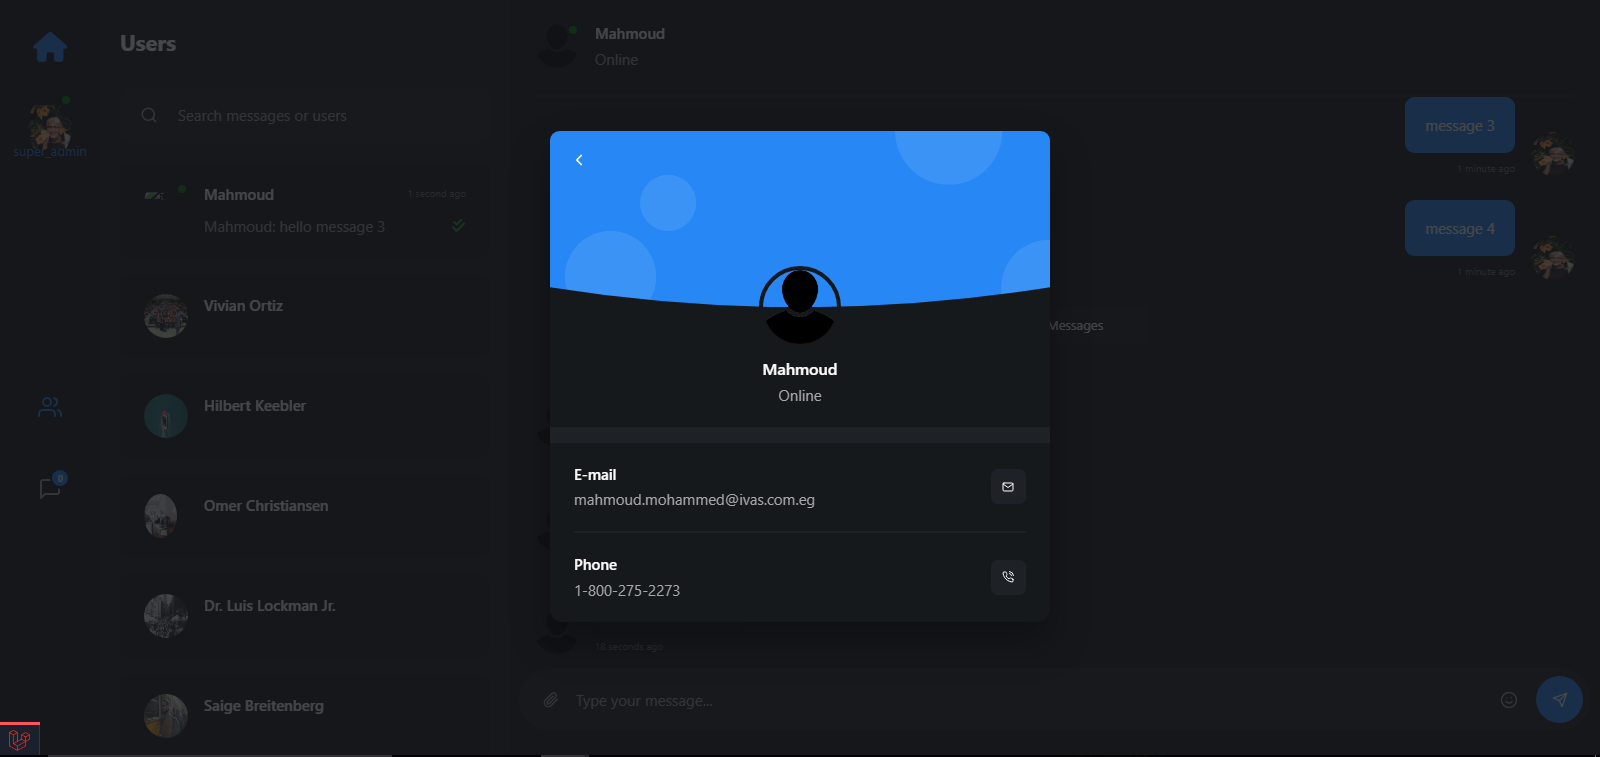 Users
Search messages or users
super_admin
Mahmoud
1 second ago
Mahmoud: hello message 3
Vivian Ortiz
Hilbert Keebler
0
Omer Christiansen
Dr. Luis Lockman Jr.
Saige Breitenberg
Mahmoud
Online
message 3
1 minute ago
message 4
1 minute ago
Messages
Mahmoud
Online
E-mail
mahmoud.mohammed@ivas.com.eg
Phone
1-800-275-2273
18 seconds ago
Type your message...